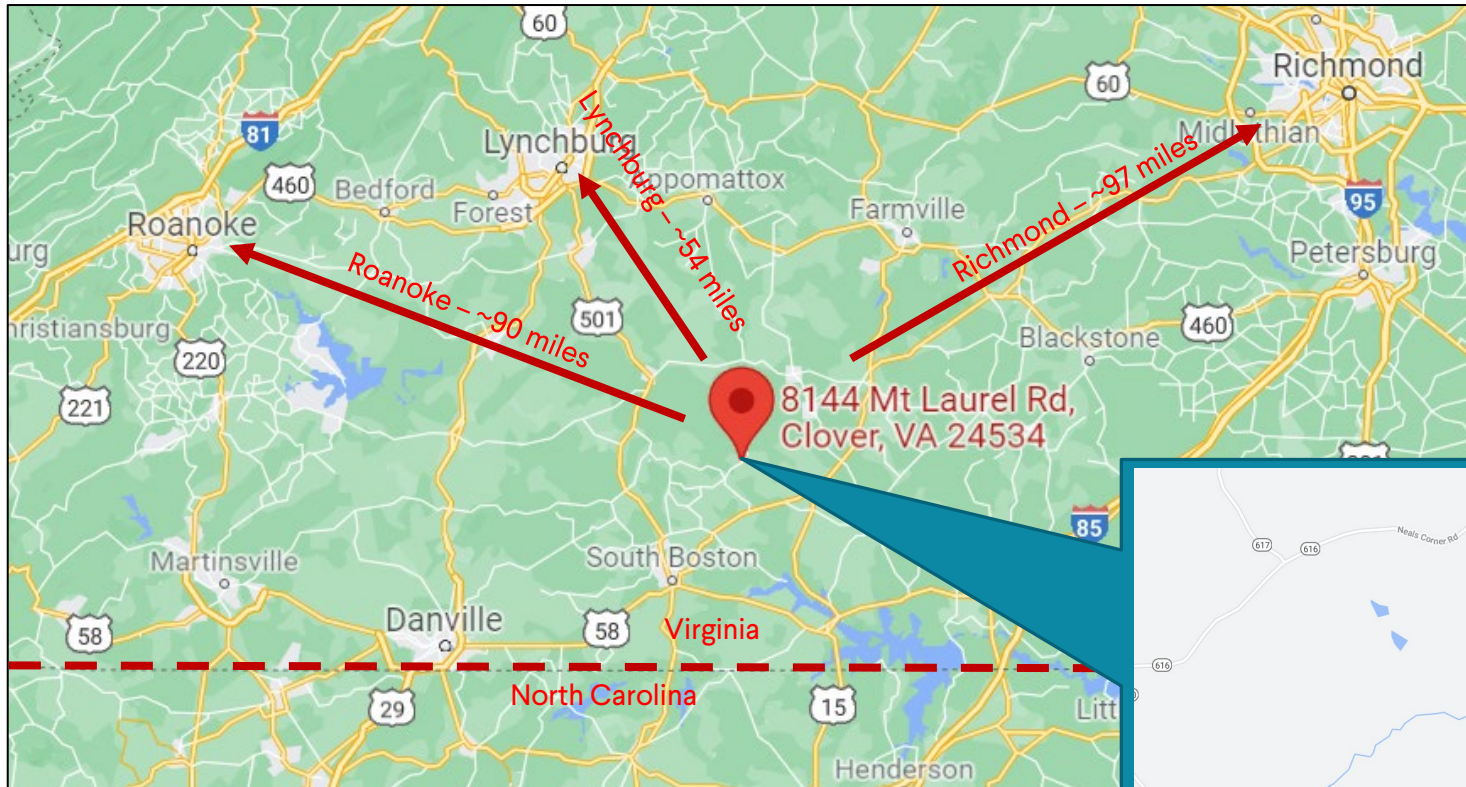 60
Richmond
60
81
Lynchburg
Midlothian
460
Bedford
Appomattox
Forest
Farmville
95
Roanoke
Petersburg
burg
Lynchburg – ~54 miles
Richmond – ~97 miles
Roanoke – ~90 miles
501
460
Christiansburg
220
Blackstone
221
8144 Mt Laurel Rd,
Clover, VA 24534
85
South Boston
Martinsville
58
Danville
58
Virginia
North Carolina
29
15
Litt
Henderson
617
616
Neals Corner Rd
616